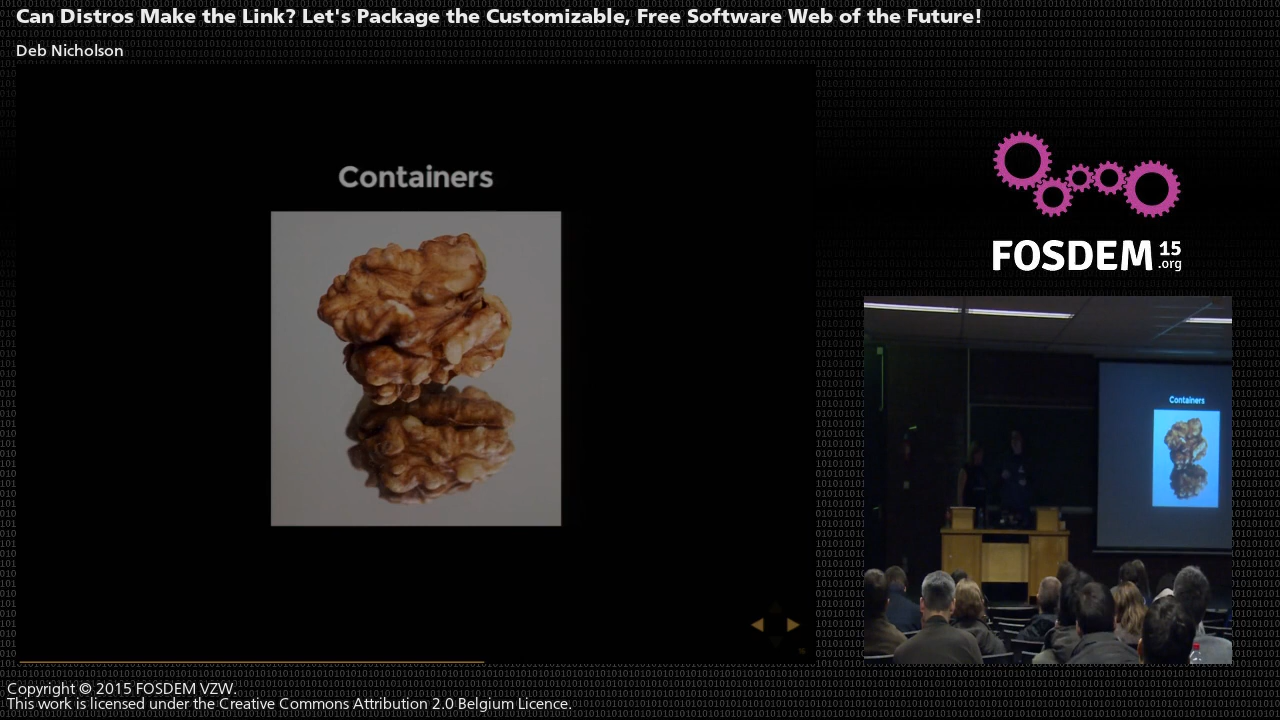 Can Distros Make the Link? Let's Package the Customizable, Free Software Web of the Future!
Deb Nicholson
Containers
FOSDEM 15
.org
Containers
Copyright © 2015 FOSDEM VZW.
This work is licensed under the Creative Commons Attribution 2.0 Belgium Licence.